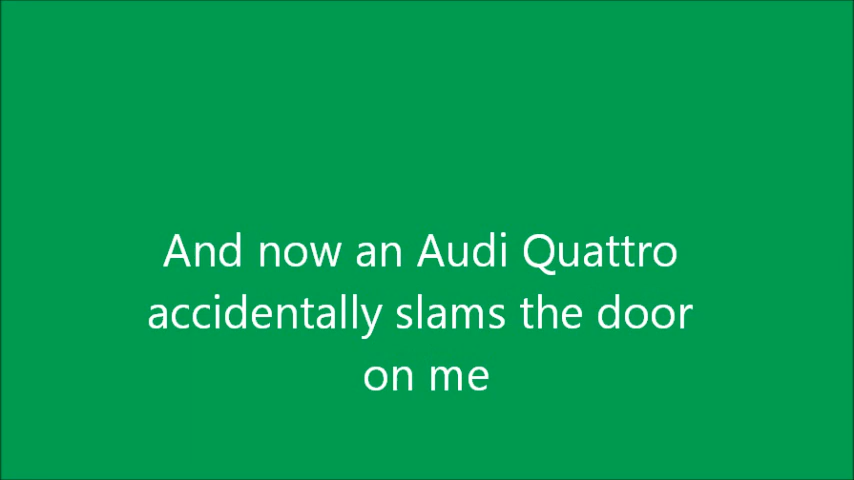 And now an Audi Quattro
accidentally slams the door
on me